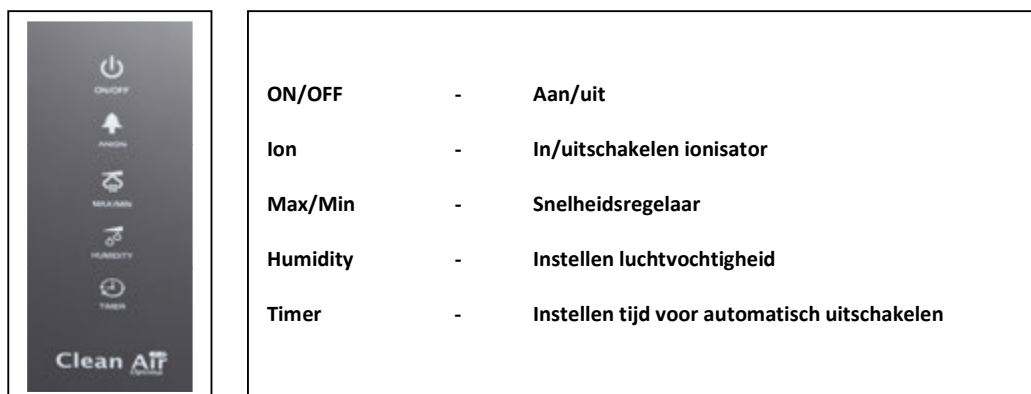 ON/OFF
ANION
MAX/MIN
HUMIDITY
TIMER
Clean Air
Optima
ON/OFF - Aan/uit
Ion - In/uitschakelen ionisator
Max/Min - Snelheidsregelaar
Humidity - Instellen luchtvochtigheid
Timer - Instellen tijd voor automatisch uitschakelen